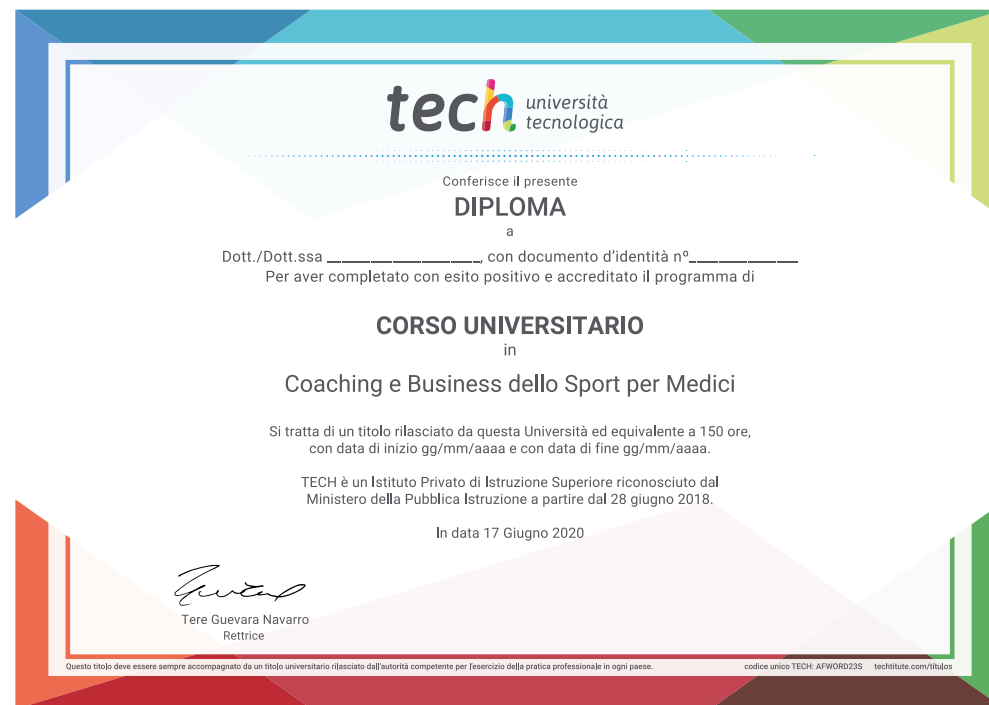 tech università
tecnologica
Conferisce il presente
DIPLOMA
a
Dott./Dott.ssa ____________________, con documento d'identità nº______________
Per aver completato con esito positivo e accreditato il programma di
CORSO UNIVERSITARIO
in
Coaching e Business dello Sport per Medici
Si tratta di un titolo rilasciato da questa Università ed equivalente a 150 ore,
con data di inizio gg/mm/aaaa e con data di fine gg/mm/aaaa.
TECH è un Istituto Privato di Istruzione Superiore riconosciuto dal
Ministero della Pubblica Istruzione a partire dal 28 giugno 2018.
In data 17 Giugno 2020
Tere Guevara Navarro
Rettrice
Questo titolo deve essere sempre accompagnato da un titolo universitario rilasciato dall'autorità competente per l'esercizio della pratica professionale in ogni paese.
codice unico TECH: AFWORD23S techtitute.com/títulos